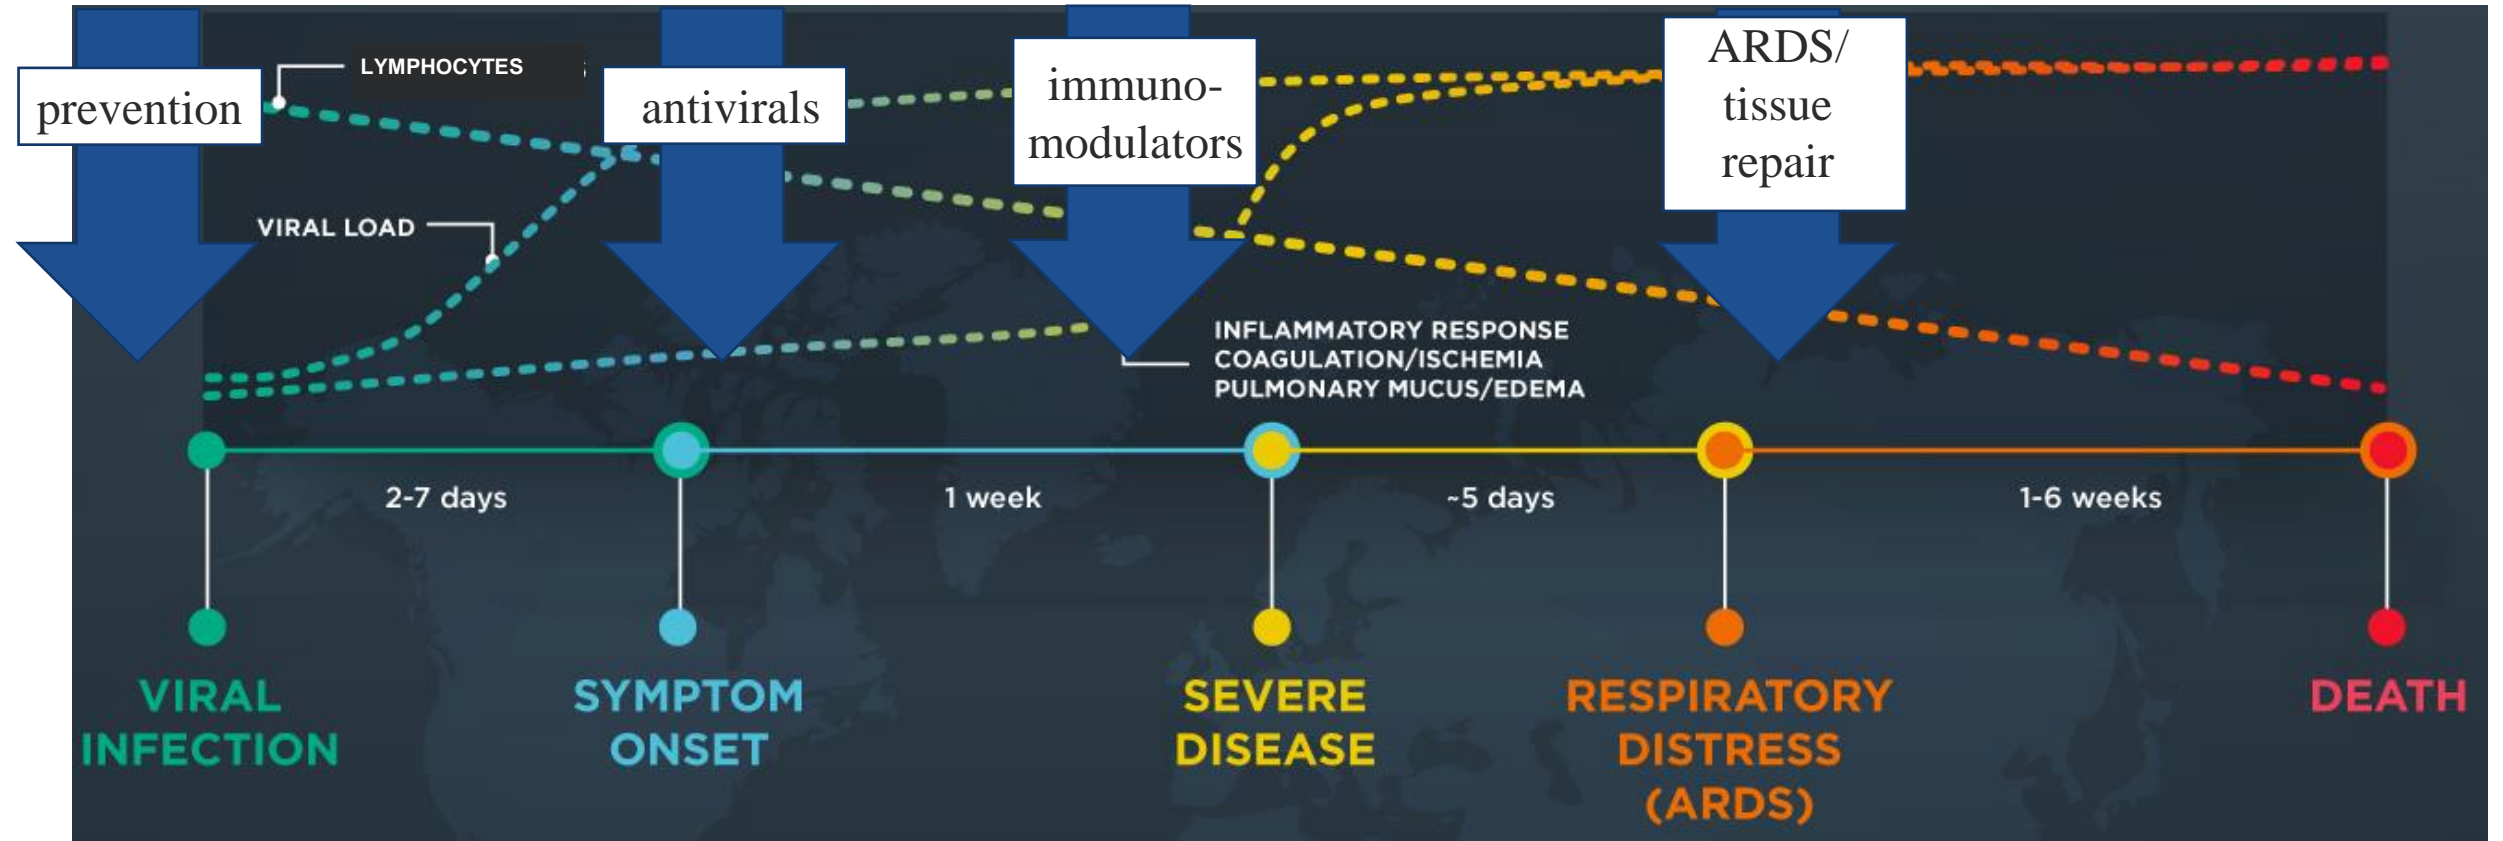 prevention
LYMPHOCYTES
antivirals
immuno-
modulators
ARDS/
tissue
repair
VIRAL LOAD
INFLAMMATORY RESPONSE
COAGULATION/ISCHEMIA
PULMONARY MUCUS/EDEMA
2-7 days
1 week
~5 days
1-6 weeks
VIRAL
INFECTION
SYMPTOM
ONSET
SEVERE
DISEASE
RESPIRATORY
DISTRESS
(ARDS)
DEATH